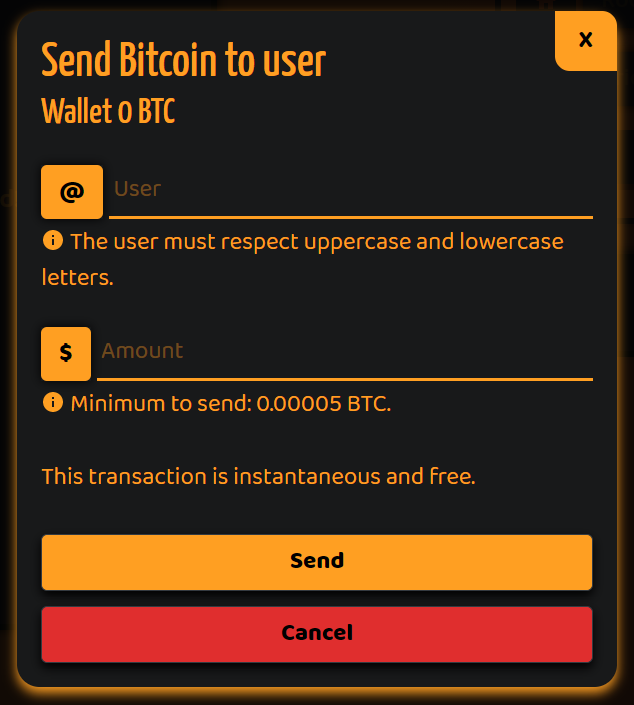 Send Bitcoin to user
X
Wallet 0 BTC
@ User
The user must respect uppercase and lowercase
letters.
$ Amount
Minimum to send: 0.00005 BTC.
This transaction is instantaneous and free.
Send
Cancel